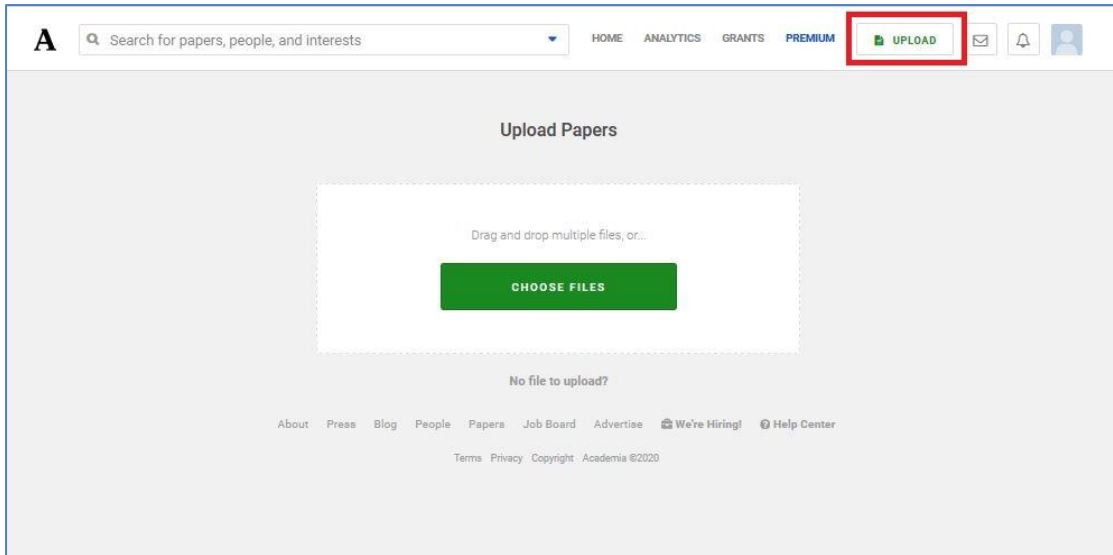 A Search for papers, people, and interests HOME ANALYTICS GRANTS PREMIUM UPLOAD
Upload Papers
Drag and drop multiple files, or...
CHOOSE FILES
No file to upload?
About Press Blog People Papers Job Board Advertise We're Hiring! Help Center
Terms Privacy Copyright Academia ©2020